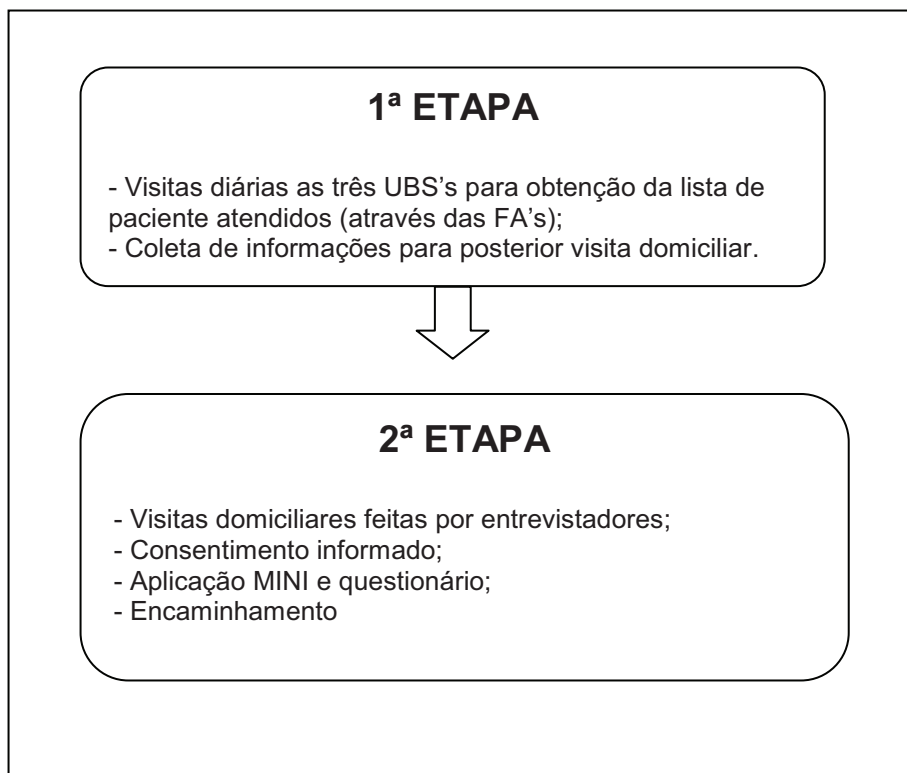 1ª ETAPA
- Visitas diárias as três UBS’s para obtenção da lista de
paciente atendidos (através das FA’s);
- Coleta de informações para posterior visita domiciliar.
2ª ETAPA
- Visitas domiciliares feitas por entrevistadores;
- Consentimento informado;
- Aplicação MINI e questionário;
- Encaminhamento